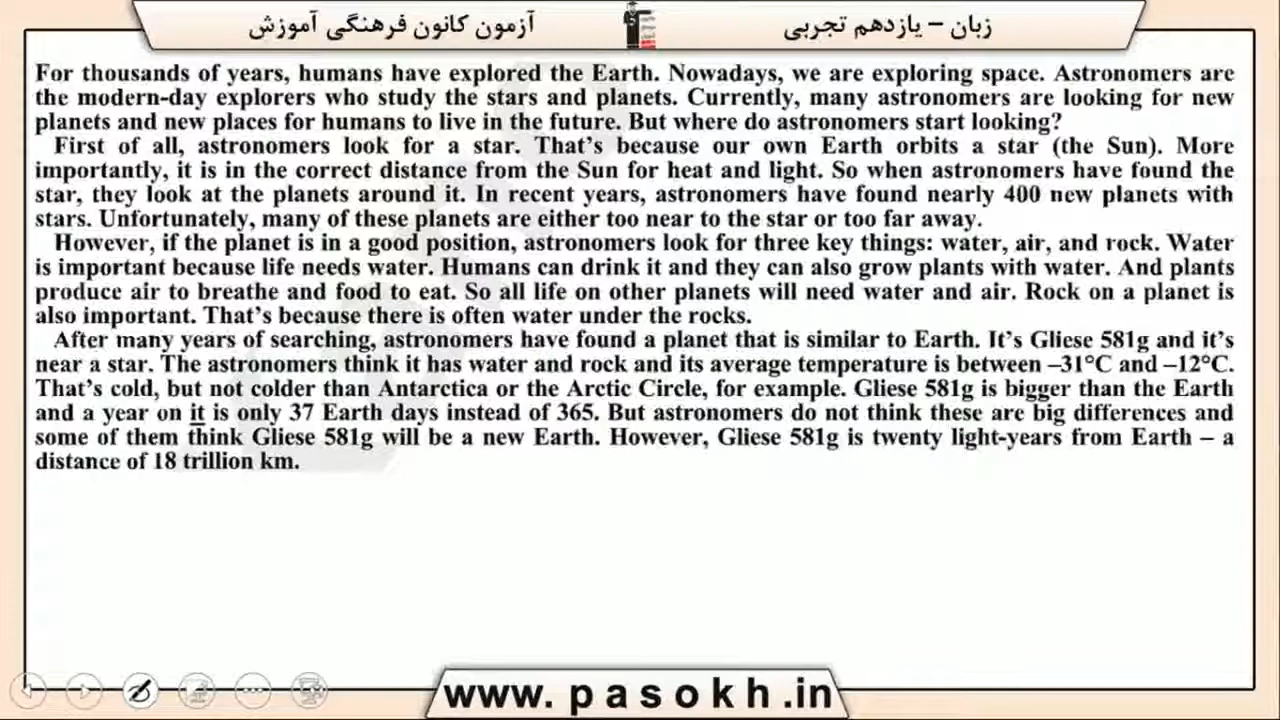 زبان – یازدهم تجربی
آزمون کانون فرهنگی آموزش
For thousands of years, humans have explored the Earth. Nowadays, we are exploring space. Astronomers are
the modern-day explorers who study the stars and planets. Currently, many astronomers are looking for new
planets and new places for humans to live in the future. But where do astronomers start looking?
First of all, astronomers look for a star. That's because our own Earth orbits a star (the Sun). More
importantly, it is in the correct distance from the Sun for heat and light. So when astronomers have found the
star, they look at the planets around it. In recent years, astronomers have found nearly 400 new planets with
stars. Unfortunately, many of these planets are either too near to the star or too far away.
However, if the planet is in a good position, astronomers look for three key things: water, air, and rock. Water
is important because life needs water. Humans can drink it and they can also grow plants with water. And plants
produce air to breathe and food to eat. So all life on other planets will need water and air. Rock on a planet is
also important. That's because there is often water under the rocks.
After many years of searching, astronomers have found a planet that is similar to Earth. It's Gliese 581g and it's
near a star. The astronomers think it has water and rock and its average temperature is between –31°C and –12°C.
That's cold, but not colder than Antarctica or the Arctic Circle, for example. Gliese 581g is bigger than the Earth
and a year on it is only 37 Earth days instead of 365. But astronomers do not think these are big differences and
some of them think Gliese 581g will be a new Earth. However, Gliese 581g is twenty light-years from Earth – a
distance of 18 trillion km.
www. p a s o k h .in